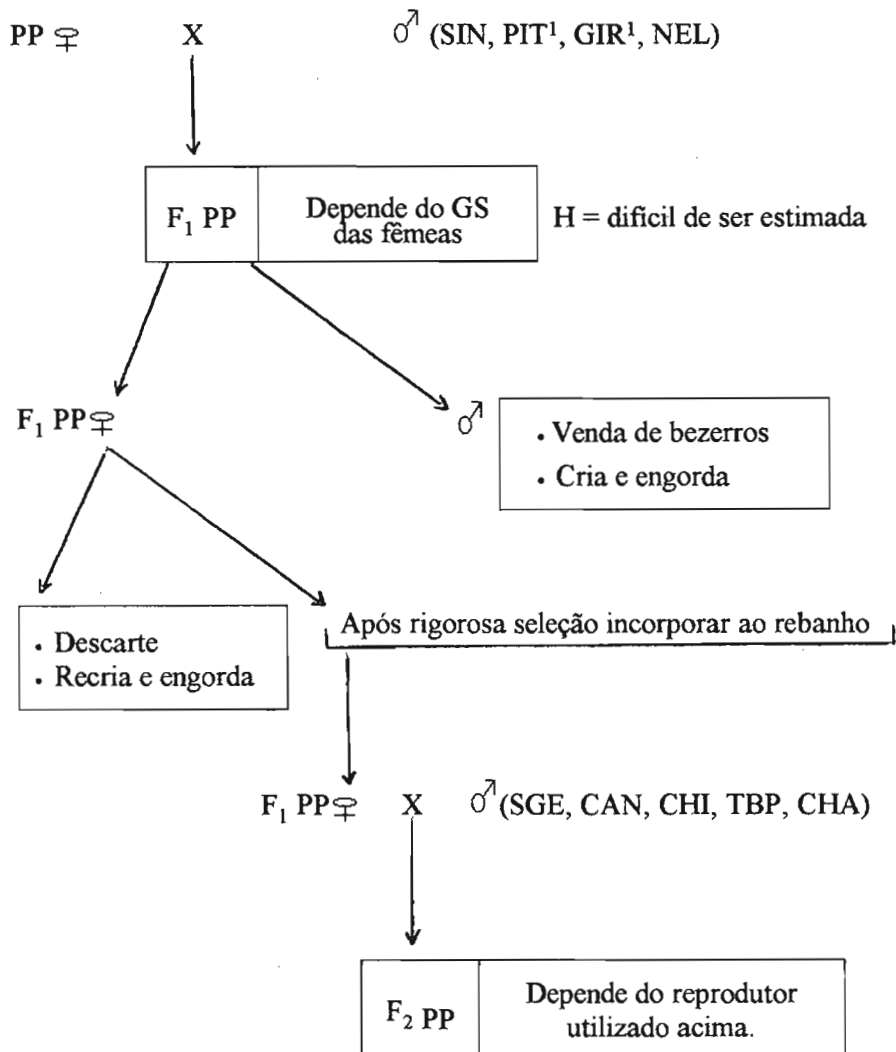 PP ♀ X ♂ (SIN, PIT¹, GIR¹, NEL)
F₁ PP
Depende do GS
das fêmeas
H = difícil de ser estimada
F₁ PP♀
♂
• Venda de bezerros
• Cria e engorda
• Descarte
• Recria e engorda
Após rigorosa seleção incorporar ao rebanho
F₁ PP♀ X ♂(SGE, CAN, CHI, TBP, CHA)
F₂ PP
Depende do reprodutor
utilizado acima.